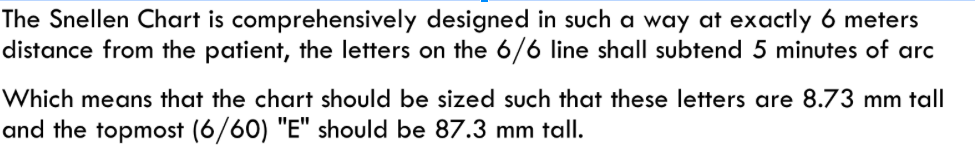 The Snellen Chart is comprehensively designed in such a way at exactly 6 meters
distance from the patient, the letters on the 6/6 line shall subtend 5 minutes of arc
Which means that the chart should be sized such that these letters are 8.73 mm tall
and the topmost (6/60) "E" should be 87.3 mm tall.